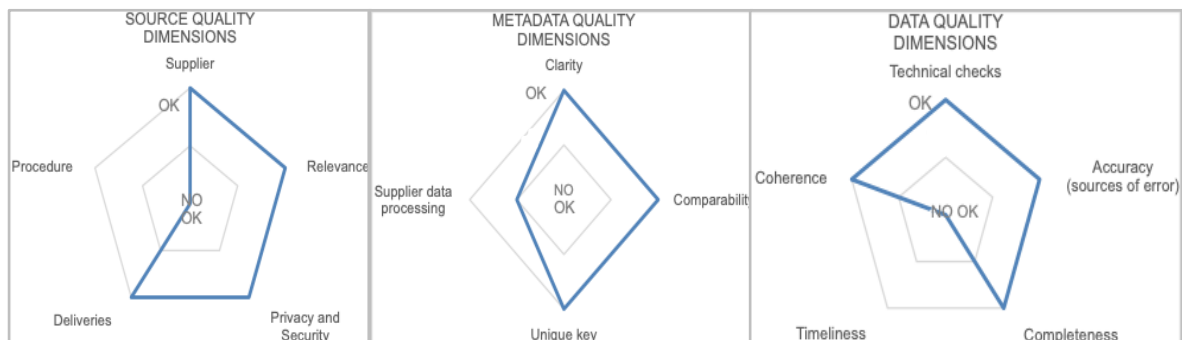 SOURCE QUALITY
DIMENSIONS
Supplier
OK
Procedure
Relevance
NO
OK
Deliveries
Privacy and
Security
METADATA QUALITY
DIMENSIONS
Clarity
OK
Supplier data
processing
NO
OK
Comparability
Unique key
DATA QUALITY
DIMENSIONS
Technical checks
OK
Coherence
Accuracy
(sources of error)
NO OK
Timeliness
Completeness